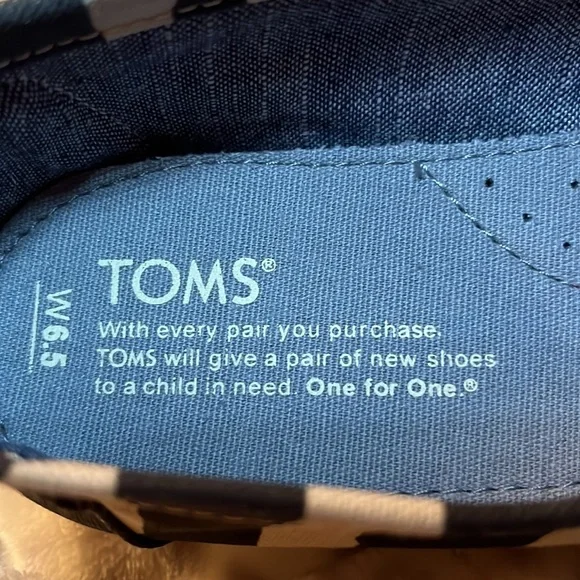 TOMS®
With every pair you purchase,
TOMS will give a pair of new shoes
to a child in need. One for One.®
W 6.5